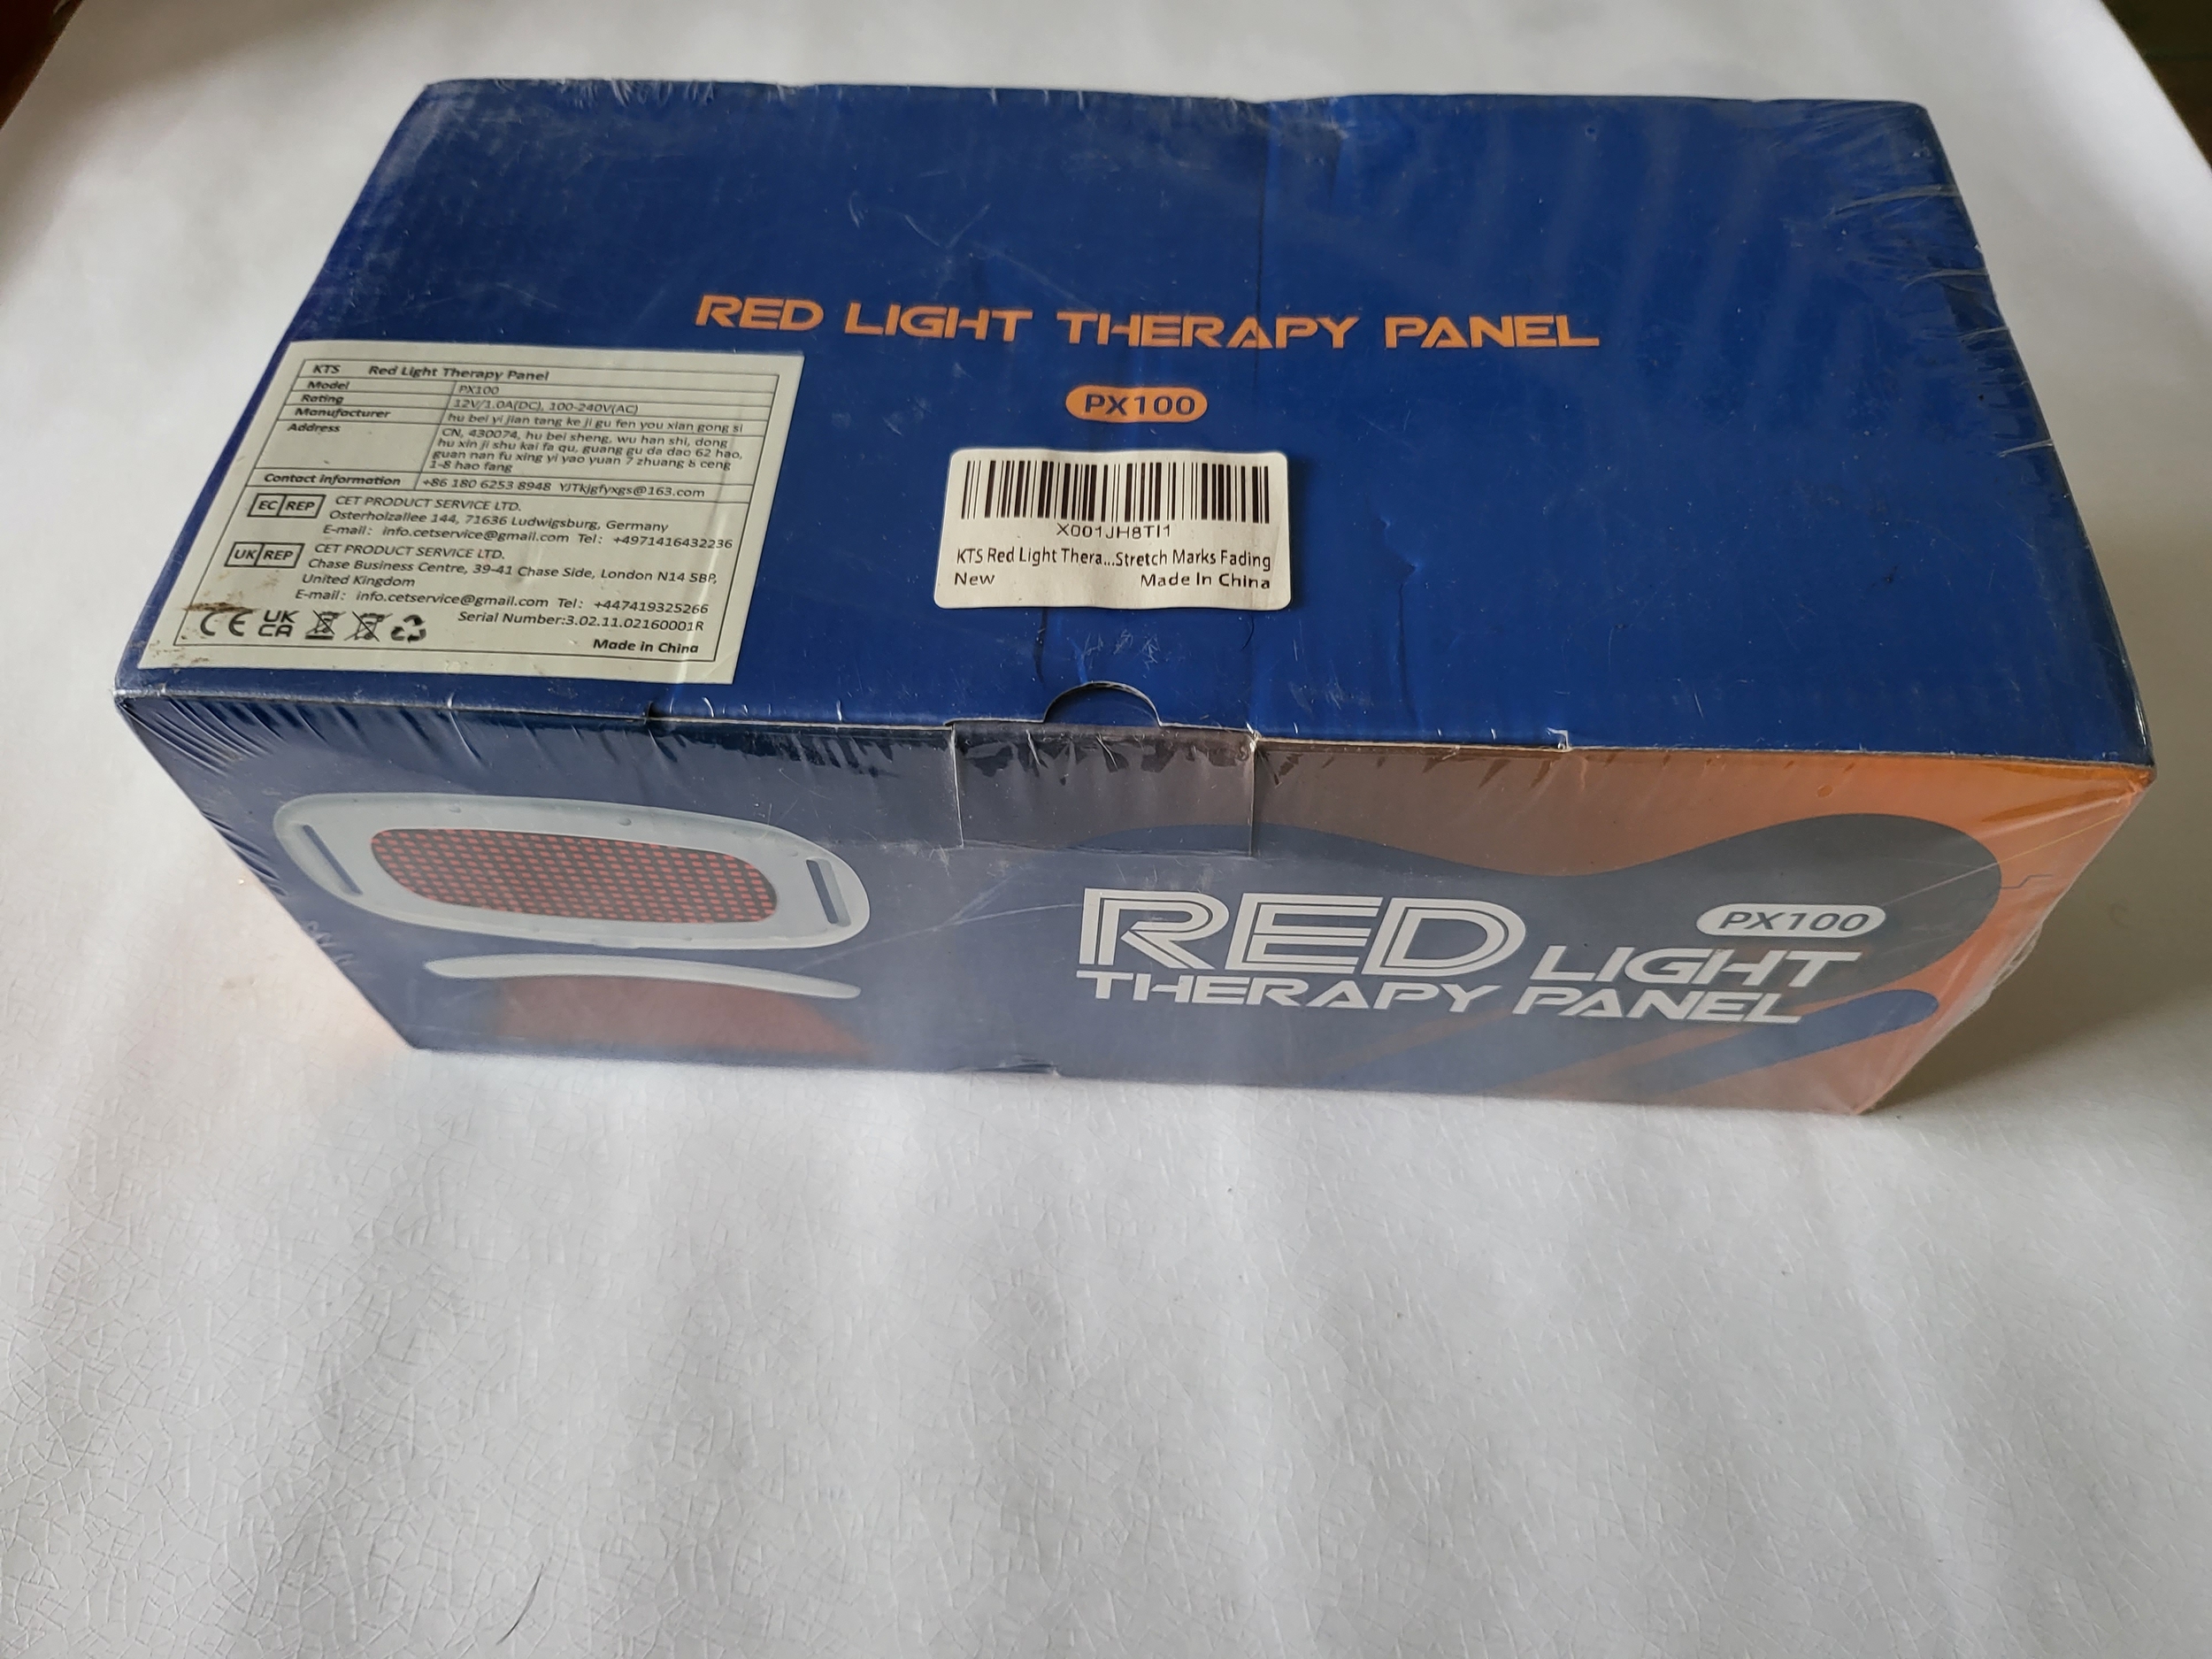 RED LIGHT THERAPY PANEL
PX100
KTS Red Light Therapy Panel
Model PX100
Rating 12V/1.0A(DC), 100-240V(AC)
Manufacturer hu bei yi jian tang ke ji gu fen you xian gong si
Address CN, 430074, hu bei sheng, wu han shi, dong
hu xin ji shu kai fa qu, guang gu da dao 62 hao,
guan nan fu xing yi yao yuan 7 zhuang 8 ceng
1-8 hao fang
Contact information +86 180 6253 8948 YJTkjgfyxgs@163.com
EC REP CET PRODUCT SERVICE LTD.
Osterholzallee 144, 71636 Ludwigsburg, Germany
E-mail: info.cetservice@gmail.com Tel: +4971416432236
UK REP CET PRODUCT SERVICE LTD.
Chase Business Centre, 39-41 Chase Side, London N14 5BP,
United Kingdom
E-mail: info.cetservice@gmail.com Tel: +447419325266
CE UK
CA
Serial Number:3.02.11.02160001R
Made in China
X001JH8TI1
KTS Red Light Thera...Stretch Marks Fading
New Made In China
PX100
RED LIGHT
THERAPY PANEL